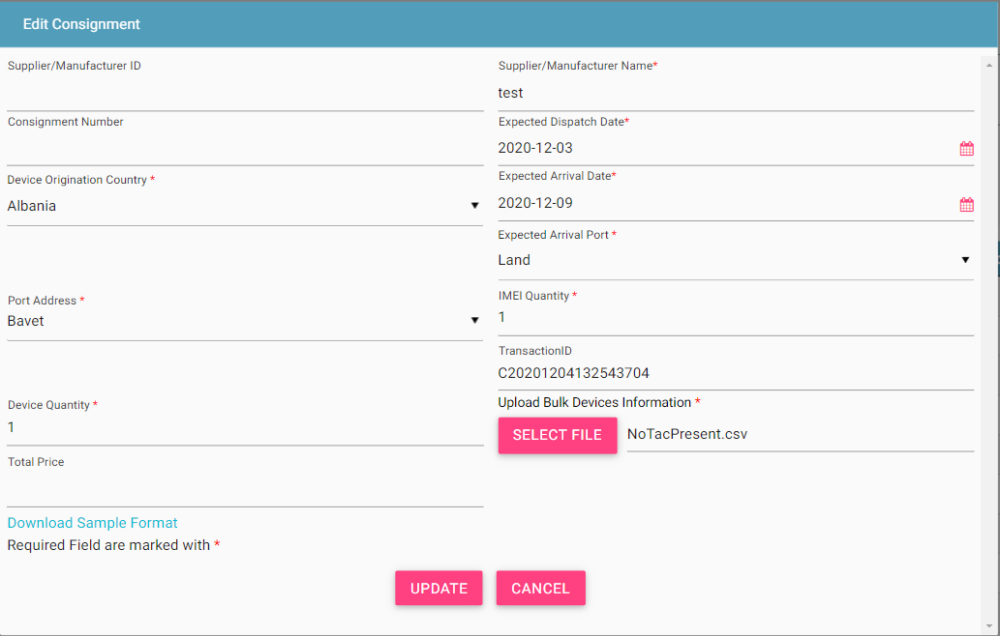 Edit Consignment
Supplier/Manufacturer ID
Supplier/Manufacturer Name*
test
Consignment Number
Expected Dispatch Date*
2020-12-03
Device Origination Country *
Albania
Expected Arrival Date*
2020-12-09
Expected Arrival Port *
Land
Port Address *
Bavet
IMEI Quantity *
1
TransactionID
C20201204132543704
Device Quantity *
1
Upload Bulk Devices Information *
SELECT FILE NoTacPresent.csv
Total Price
Download Sample Format
Required Field are marked with *
UPDATE CANCEL